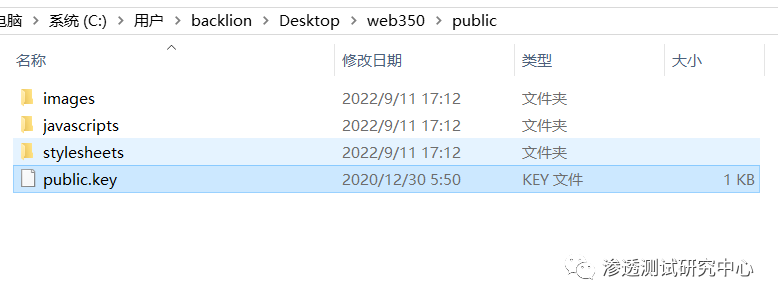 电脑 > 系统 (C:) > 用户 > backlion > Desktop > web350 > public
名称 修改日期 类型 大小
images 2022/9/11 17:12 文件夹
javascripts 2022/9/11 17:12 文件夹
stylesheets 2022/9/11 17:12 文件夹
public.key 2020/12/30 5:50 KEY 文件 1 KB
渗透测试研究中心